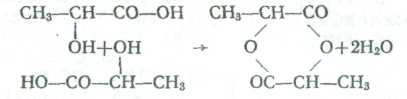 CH₃—CH—CO—OH CH₃—CH—CO
OH+OH → O O+2H₂O
HO—CO—CH—CH₃ OC—CH—CH₃